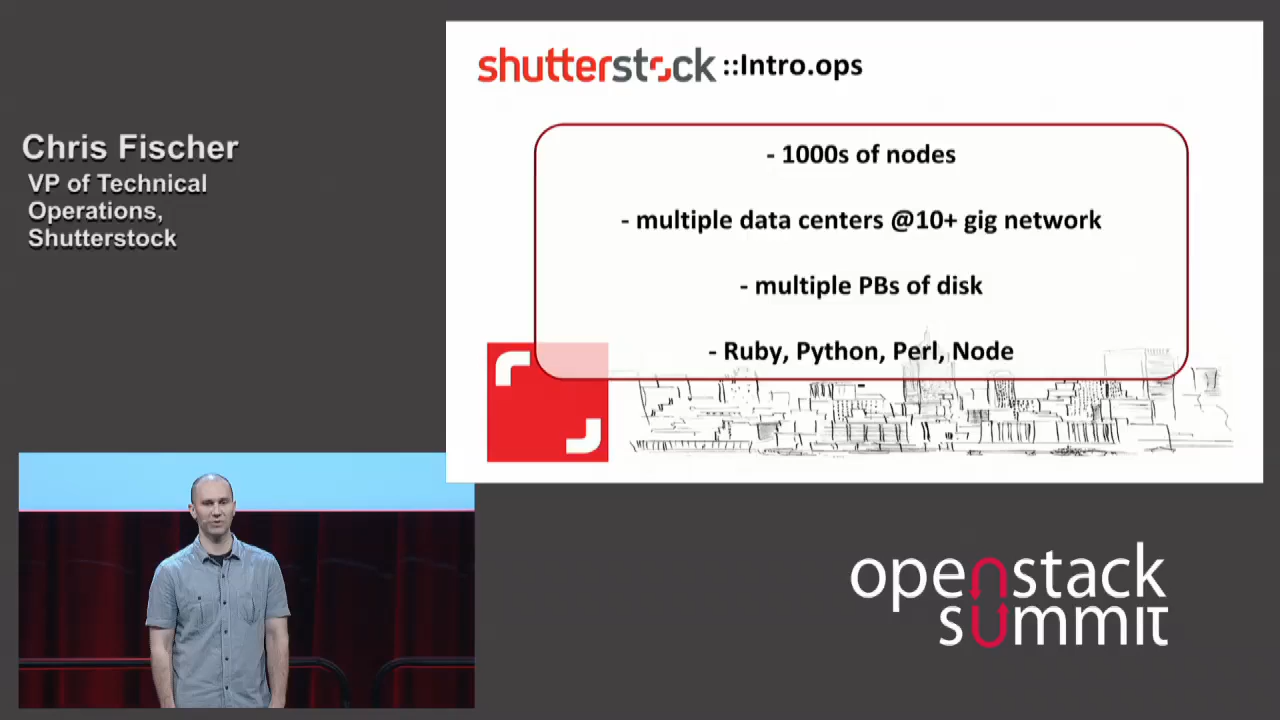 Chris Fischer
VP of Technical
Operations,
Shutterstock
shutterstock ::Intro.ops
- 1000s of nodes
- multiple data centers @10+ gig network
- multiple PBs of disk
- Ruby, Python, Perl, Node
openstack
summit